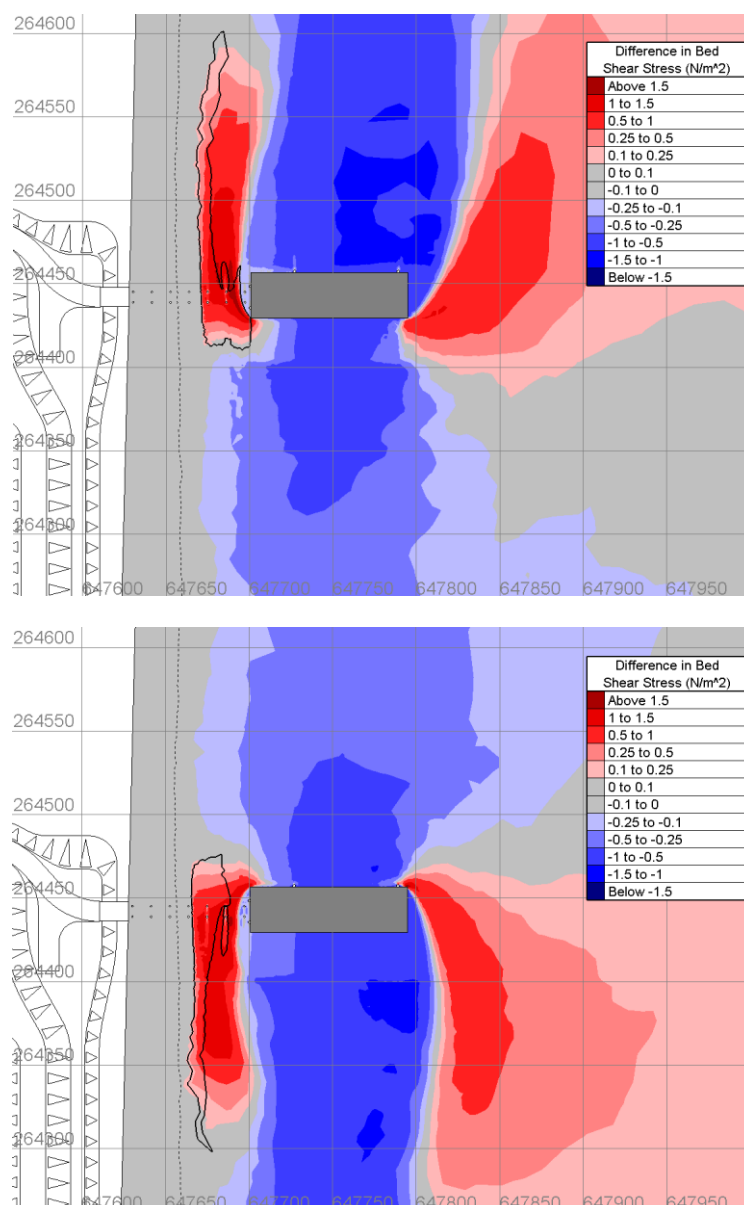 264600
Difference in Bed
Shear Stress (N/m^2)
Above 1.5
1 to 1.5
0.5 to 1
0.25 to 0.5
0.1 to 0.25
0 to 0.1
-0.1 to 0
-0.25 to -0.1
-0.5 to -0.25
-1 to -0.5
-1.5 to -1
Below -1.5
264550
264500
264450
264400
264350
264300
647600 647650 647700 647750 647800 647850 647900 647950
264600
Difference in Bed
Shear Stress (N/m^2)
Above 1.5
1 to 1.5
0.5 to 1
0.25 to 0.5
0.1 to 0.25
0 to 0.1
-0.1 to 0
-0.25 to -0.1
-0.5 to -0.25
-1 to -0.5
-1.5 to -1
Below -1.5
264550
264500
264450
264400
264350
264300
647600 647650 647700 647750 647800 647850 647900 647950